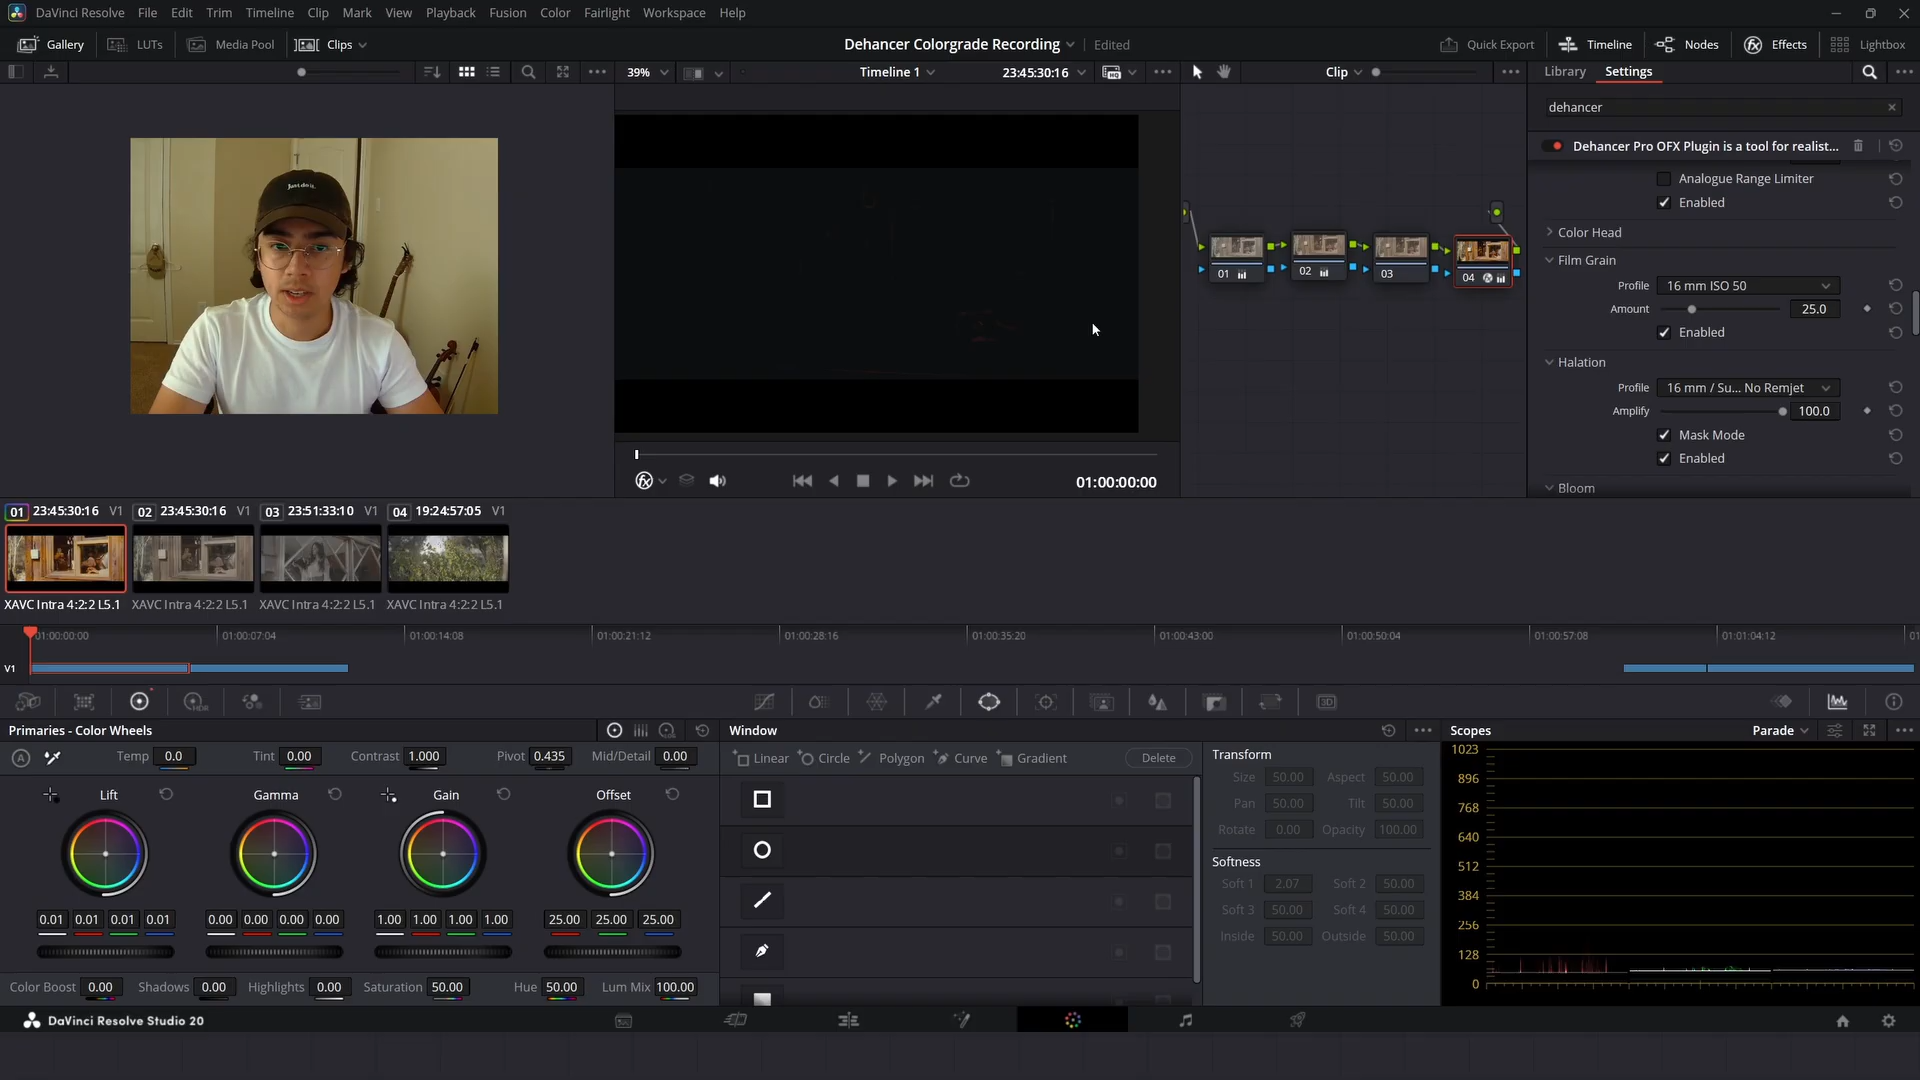 DaVinci Resolve File Edit Trim Timeline Clip Mark View Playback Fusion Color Fairlight Workspace Help
Gallery LUTs Media Pool Clips Dehancer Colorgrade Recording Edited Quick Export Timeline Nodes Effects Lightbox
39% Timeline 1 23:45:30:16 Clip Library Settings
dehancer
Dehancer Pro OFX Plugin is a tool for realist...
Analogue Range Limiter
Enabled
Color Head
Film Grain
Profile 16 mm ISO 50
Amount 25.0
Enabled
Halation
Profile 16 mm / Su... No Remjet
Amplify 100.0
Mask Mode
Enabled
Bloom
Just do it.
01 02 03 04
01:00:00:00
01 23:45:30:16 V1 02 23:45:30:16 V1 03 23:51:33:10 V1 04 19:24:57:05 V1
XAVC Intra 4:2:2 L5.1 XAVC Intra 4:2:2 L5.1 XAVC Intra 4:2:2 L5.1 XAVC Intra 4:2:2 L5.1
01:00:00:00 01:00:07:04 01:00:14:08 01:00:21:12 01:00:28:16 01:00:35:20 01:00:43:00 01:00:50:04 01:00:57:08 01:01:04:12
V1
Primaries - Color Wheels
Temp 0.0 Tint 0.00 Contrast 1.000 Pivot 0.435 Mid/Detail 0.00
Lift Gamma Gain Offset
0.01 0.01 0.01 0.01 0.00 0.00 0.00 0.00 1.00 1.00 1.00 1.00 25.00 25.00 25.00
Color Boost 0.00 Shadows 0.00 Highlights 0.00 Saturation 50.00 Hue 50.00 Lum Mix 100.00
Window
Linear Circle Polygon Curve Gradient Delete
Transform
Size 50.00 Aspect 50.00
Pan 50.00 Tilt 50.00
Rotate 0.00 Opacity 100.00
Softness
Soft 1 2.07 Soft 2 50.00
Soft 3 50.00 Soft 4 50.00
Inside 50.00 Outside 50.00
Scopes Parade
1023
896
768
640
512
384
256
128
0
DaVinci Resolve Studio 20